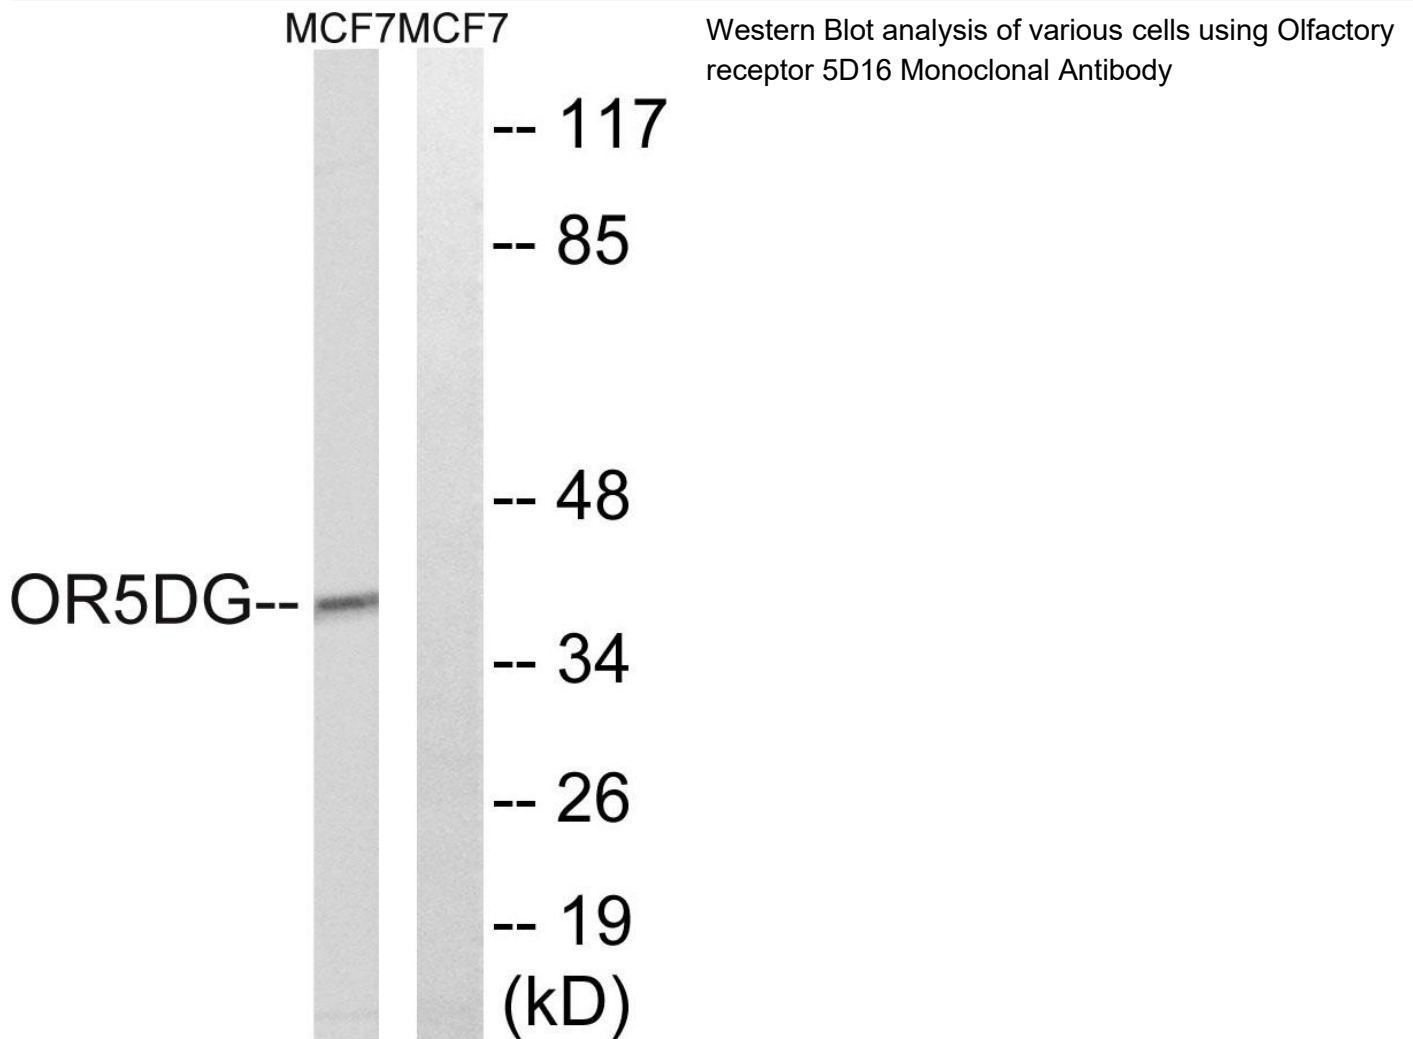 MCF7MCF7
Western Blot analysis of various cells using Olfactory
receptor 5D16 Monoclonal Antibody
-- 117
-- 85
-- 48
OR5DG--
-- 34
-- 26
-- 19
(kD)